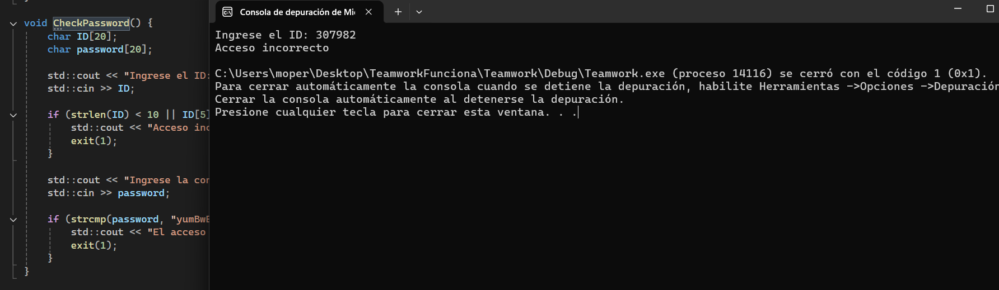 void CheckPassword() {
char ID[20];
char password[20];
std::cout << "Ingrese el ID:
std::cin >> ID;
if (strlen(ID) < 10 || ID[5]
std::cout << "Acceso inc
exit(1);
}
std::cout << "Ingrese la con
std::cin >> password;
if (strcmp(password, "yumBwE
std::cout << "El acceso
exit(1);
}
}
Consola de depuración de Mi
Ingrese el ID: 307982
Acceso incorrecto
C:\Users\moper\Desktop\TeamworkFunciona\Teamwork\Debug\Teamwork.exe (proceso 14116) se cerró con el código 1 (0x1).
Para cerrar automáticamente la consola cuando se detiene la depuración, habilite Herramientas ->Opciones ->Depuración
Cerrar la consola automáticamente al detenerse la depuración.
Presione cualquier tecla para cerrar esta ventana. . .